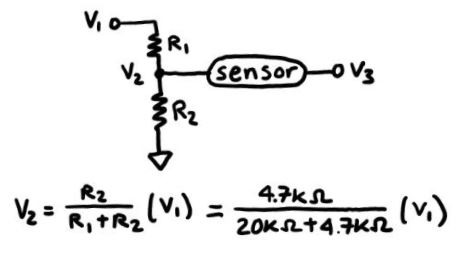 V₁
R₁
V₂ sensor V₃
R₂
V₂ = R₂ / R₁+R₂ (V₁) = 4.7KΩ / 20KΩ+4.7KΩ (V₁)